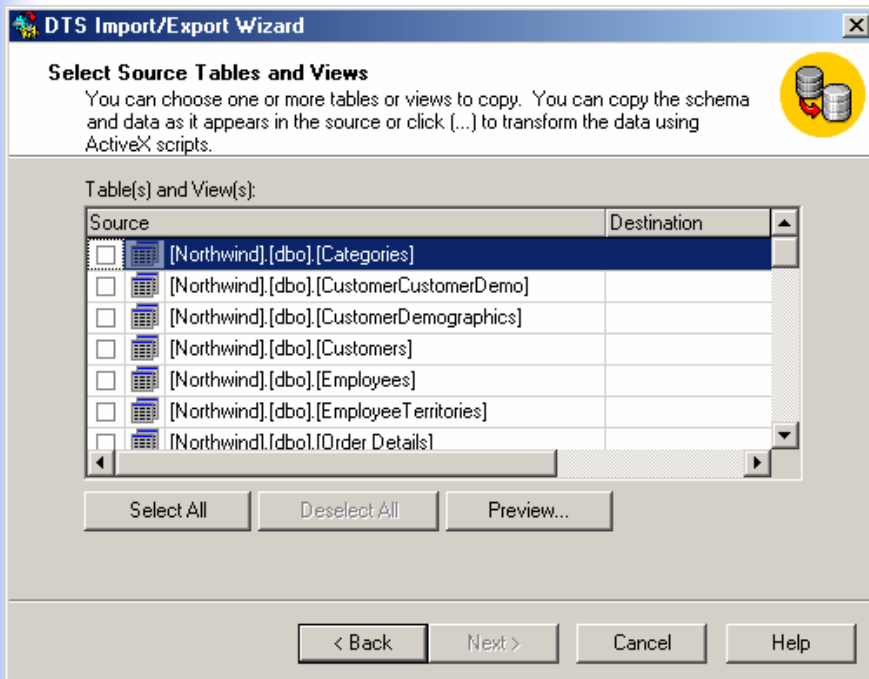 DTS Import/Export Wizard
Select Source Tables and Views
You can choose one or more tables or views to copy. You can copy the schema
and data as it appears in the source or click (...) to transform the data using
ActiveX scripts.
Table(s) and View(s):
Source Destination
[Northwind].[dbo].[Categories]
[Northwind].[dbo].[CustomerCustomerDemo]
[Northwind].[dbo].[CustomerDemographics]
[Northwind].[dbo].[Customers]
[Northwind].[dbo].[Employees]
[Northwind].[dbo].[EmployeeTerritories]
[Northwind].[dbo].[Order Details]
Select All Deselect All Preview...
< Back Next > Cancel Help